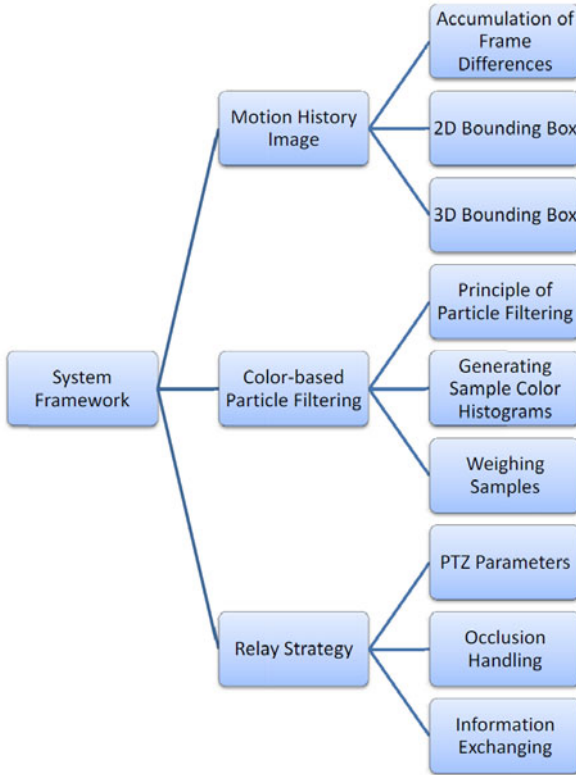 Accumulation of
Frame
Differences
Motion History
Image
2D Bounding Box
3D Bounding Box
Principle of
Particle Filtering
System
Framework
Color-based
Particle Filtering
Generating
Sample Color
Histograms
Weighing
Samples
PTZ Parameters
Relay Strategy
Occlusion
Handling
Information
Exchanging